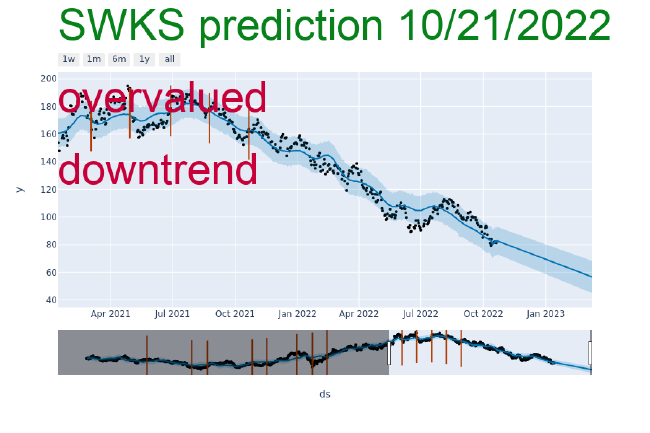 SWKS prediction 10/21/2022
1w 1m 6m 1y all
200
overvalued
180
160
140
downtrend
120
y
100
80
60
40
Apr 2021 Jul 2021 Oct 2021 Jan 2022 Apr 2022 Jul 2022 Oct 2022 Jan 2023
ds